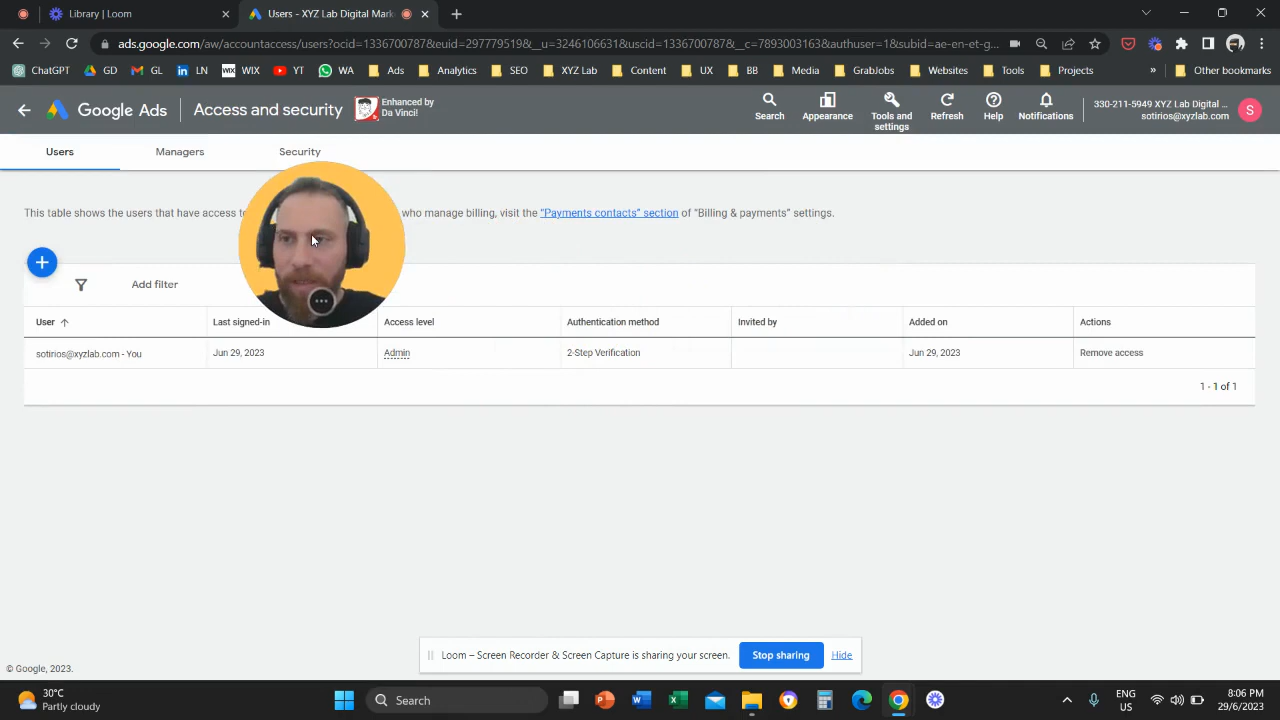 Library | Loom
Users - XYZ Lab Digital Mark
ads.google.com/aw/accountaccess/users?ocid=1336700787&euid=297779519&__u=3246106631&uscid=1336700787&__c=7893003163&authuser=1&subid=ae-en-et-g...
ChatGPT GD GL LN WIX WIX YT WA Ads Analytics SEO XYZ Lab Content UX BB Media GrabJobs Websites Tools Projects » Other bookmarks
Google Ads
Access and security
Enhanced by
Da Vinci!
Search
Appearance
Tools and
settings
Refresh
Help
Notifications
330-211-5949 XYZ Lab Digital ...
sotirios@xyzlab.com
S
Users Managers Security
This table shows the users that have access to who manage billing, visit the "Payments contacts" section of "Billing & payments" settings.
Add filter
User Last signed-in Access level Authentication method Invited by Added on Actions
sotirios@xyzlab.com - You Jun 29, 2023 Admin 2-Step Verification Jun 29, 2023 Remove access
1 - 1 of 1
Loom – Screen Recorder & Screen Capture is sharing your screen. Stop sharing Hide
© Google, 2023.
30°C
Partly cloudy
Search
ENG
US
8:06 PM
29/6/2023